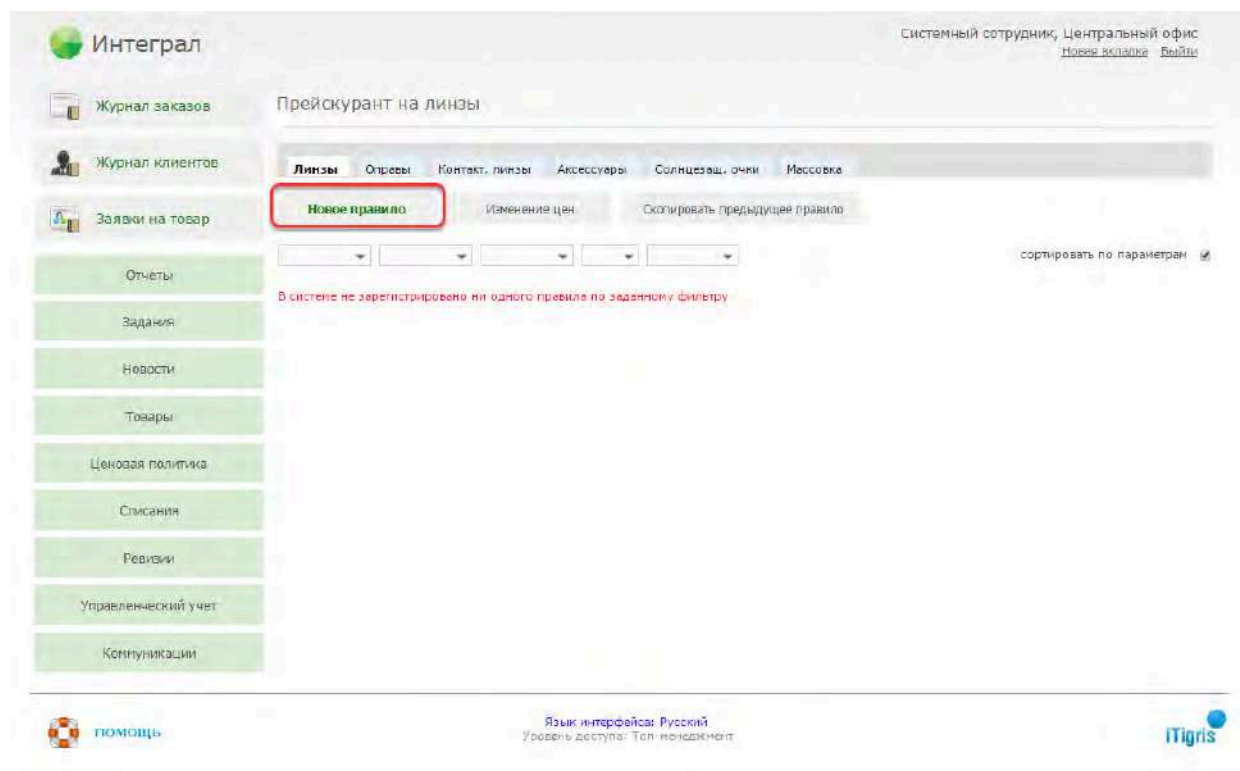 Интеграл
Системный сотрудник, Центральный офис
Новая вкладка Выйти
Журнал заказов
Журнал клиентов
Заявки на товар
Отчеты
Задания
Новости
Товары
Ценовая политика
Списания
Ревизии
Управленческий учет
Коммуникации
Прейскурант на линзы
Линзы Оправы Контакт. линзы Аксессуары Солнцезащ. очки Массовка
Новое правило Изменение цен Скопировать предыдущее правило
сортировать по параметрам
В системе не зарегистрировано ни одного правила по заданному фильтру
ПОМОЩЬ
Язык интерфейса: Русский
Уровень доступа: Топ-менеджмент
iTigris